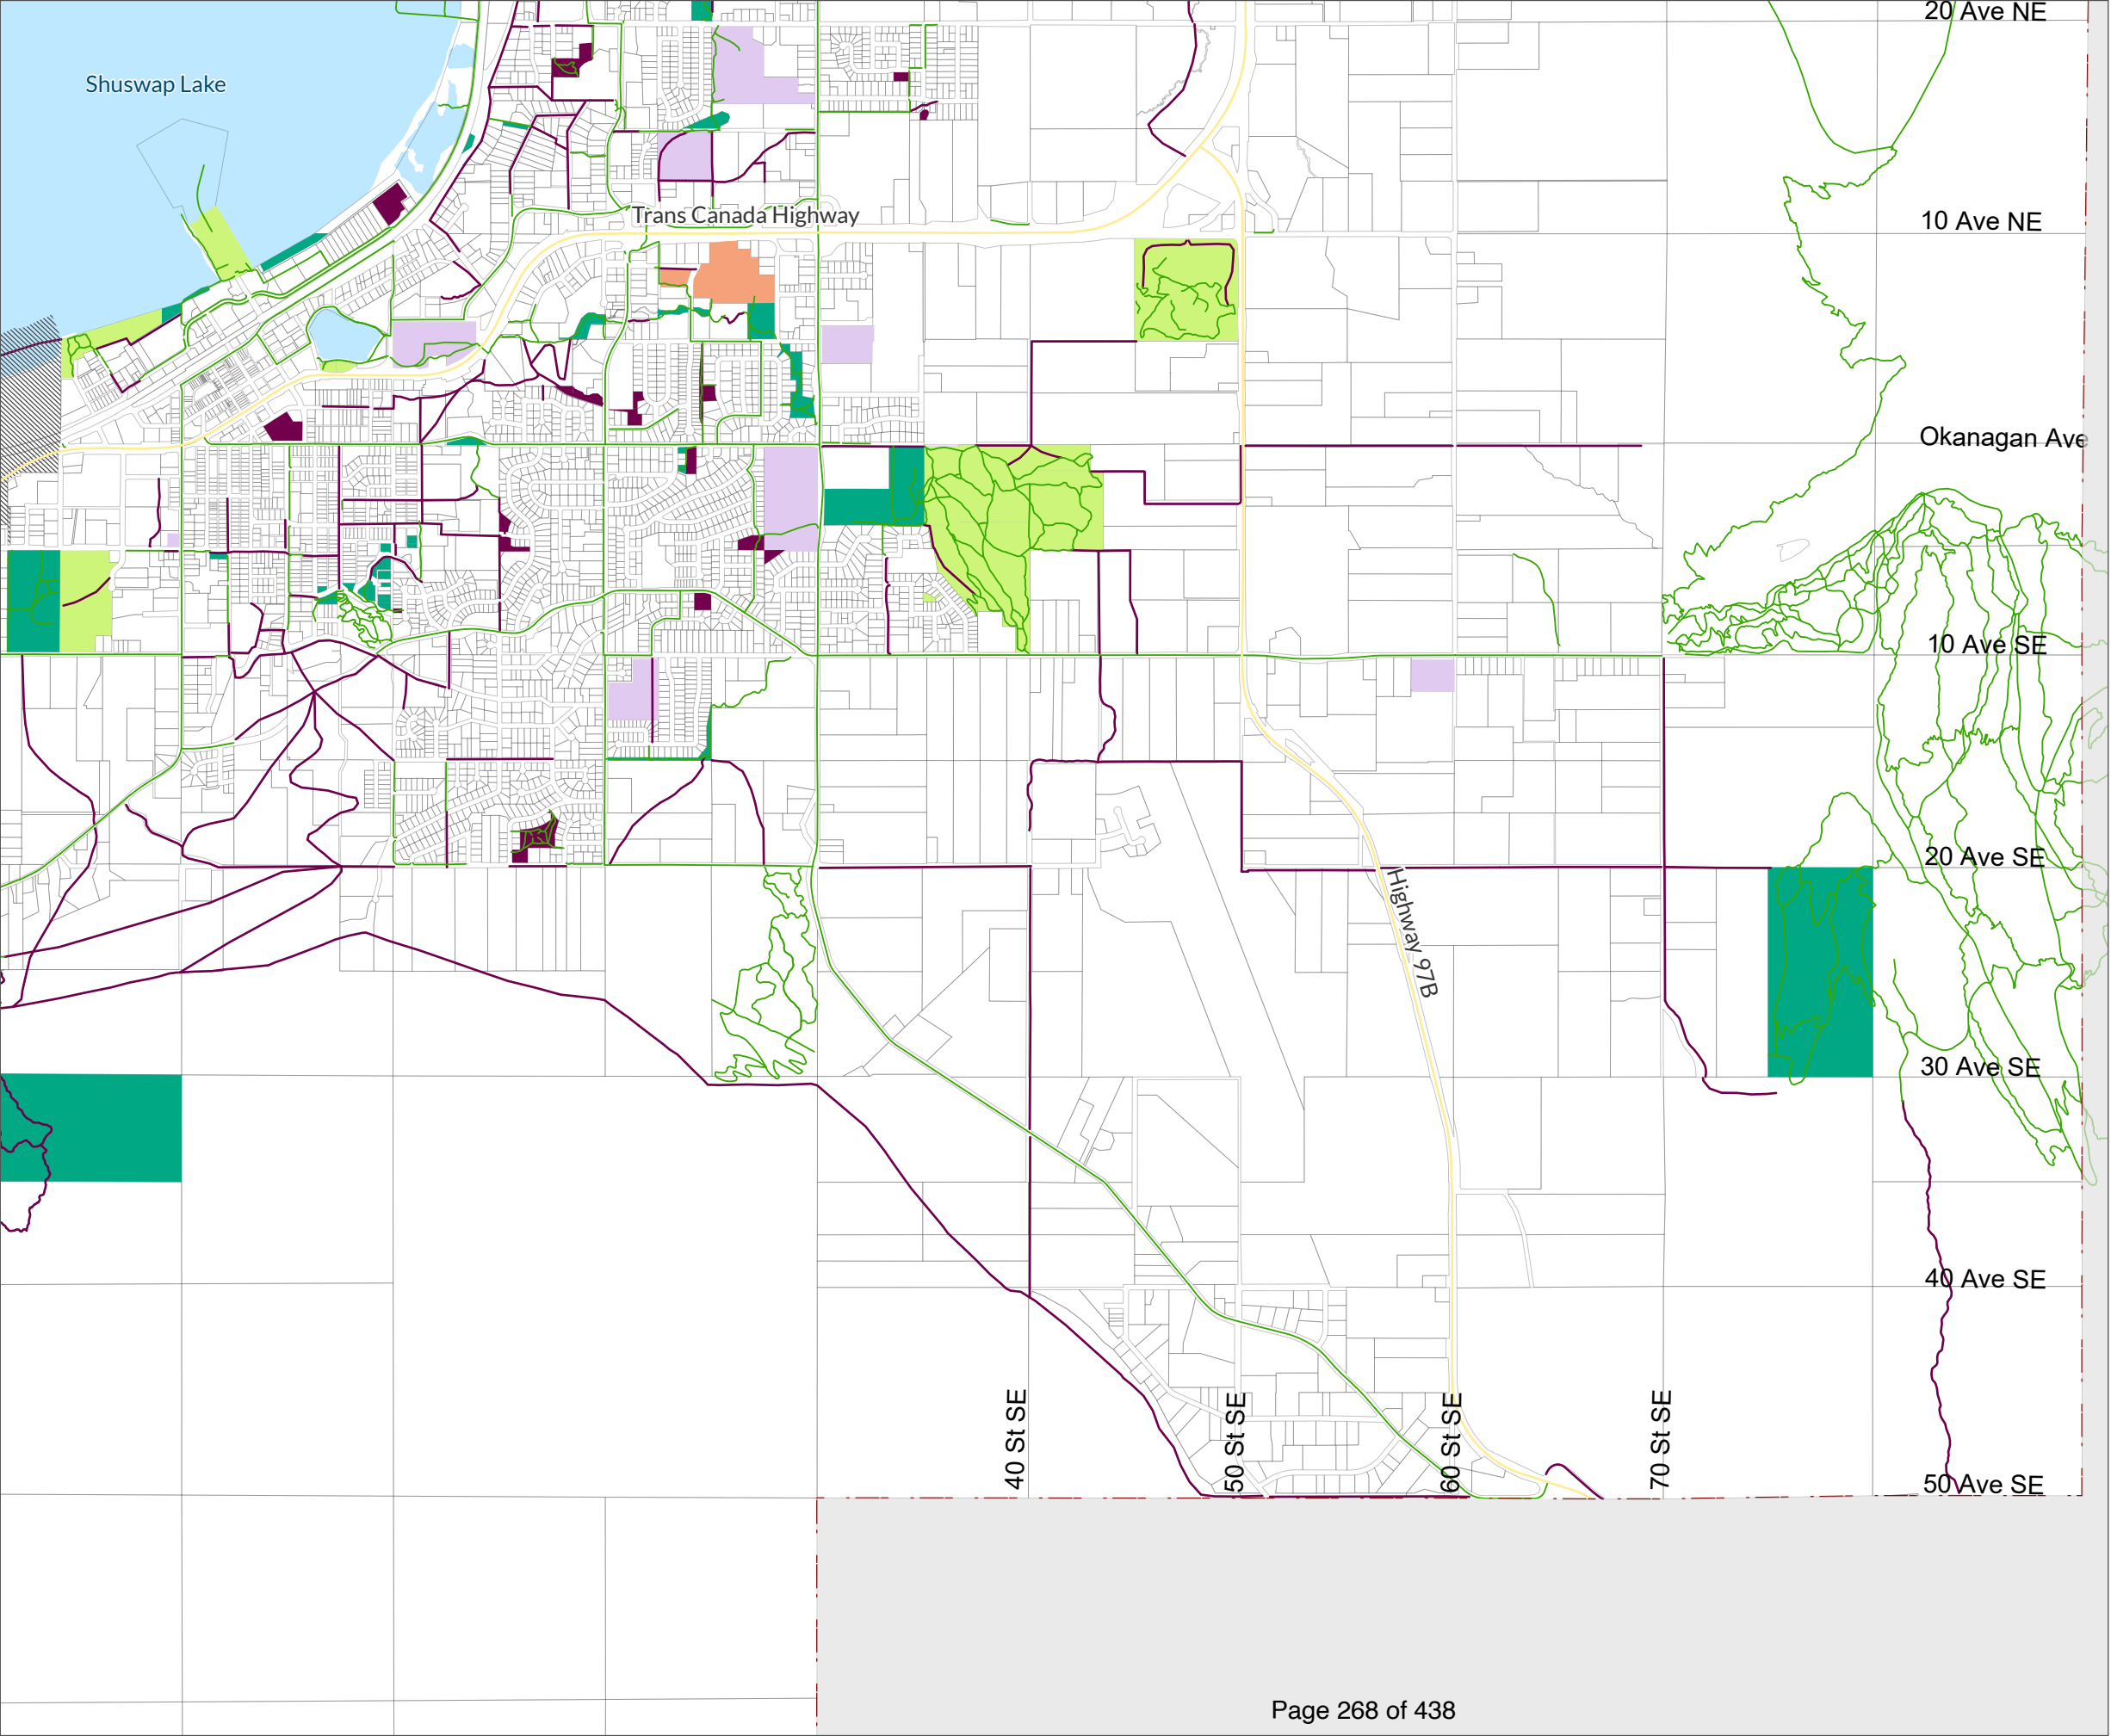 20 Ave NE
Shuswap Lake
Trans Canada Highway
10 Ave NE
Okanagan Ave
10 Ave SE
20 Ave SE
Highway 97B
30 Ave SE
40 Ave SE
40 St SE
50 St SE
60 St SE
70 St SE
50 Ave SE
Page 268 of 438